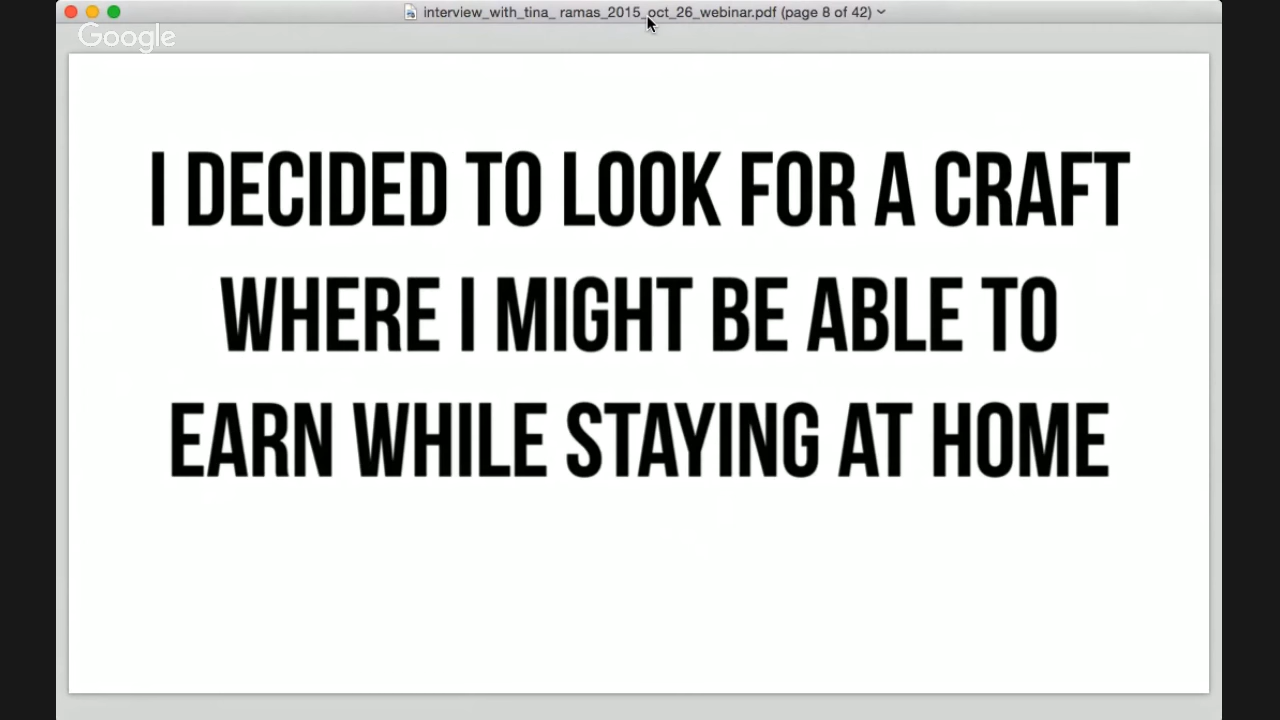 interview_with_tina_ ramas_2015_oct_26_webinar.pdf (page 8 of 42)
Google
I DECIDED TO LOOK FOR A CRAFT
WHERE I MIGHT BE ABLE TO
EARN WHILE STAYING AT HOME